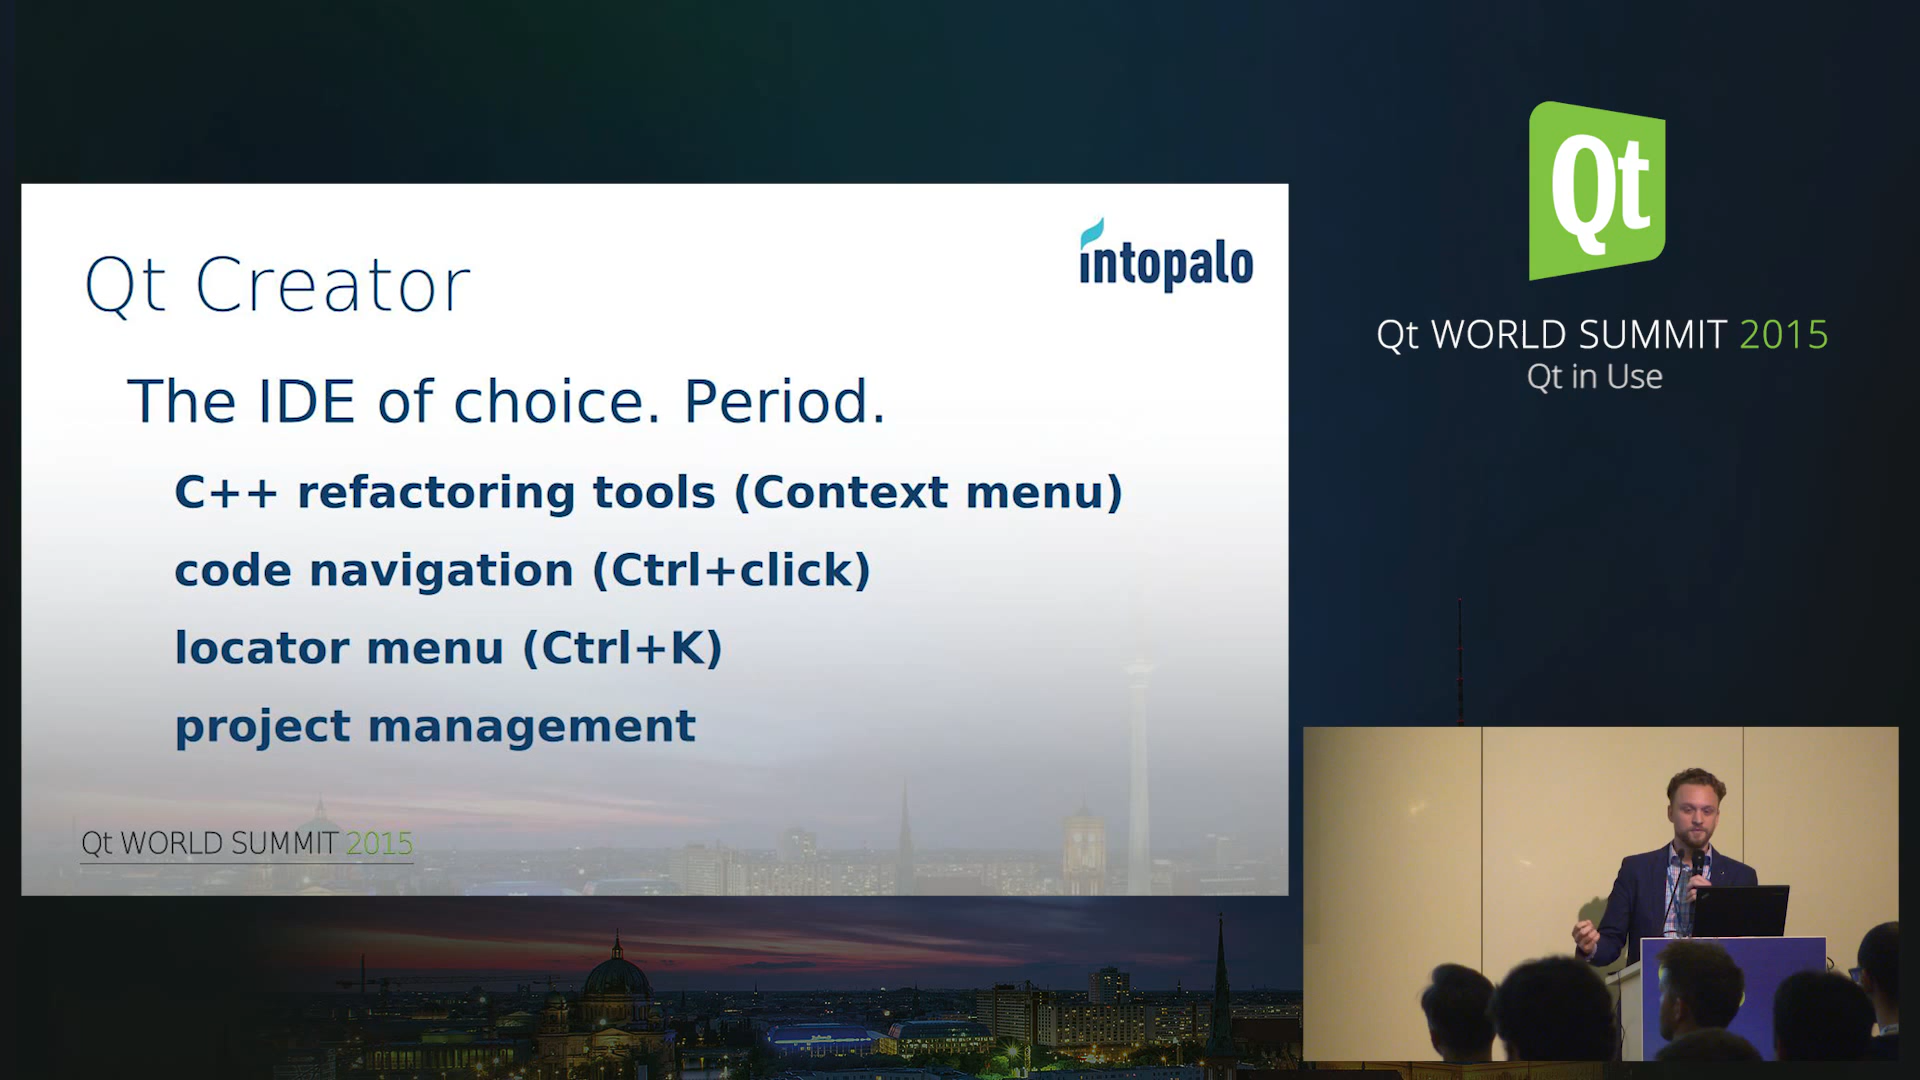 Qt Creator
intopalo
The IDE of choice. Period.
C++ refactoring tools (Context menu)
code navigation (Ctrl+click)
locator menu (Ctrl+K)
project management
Qt WORLD SUMMIT 2015
Qt
Qt WORLD SUMMIT 2015
Qt in Use